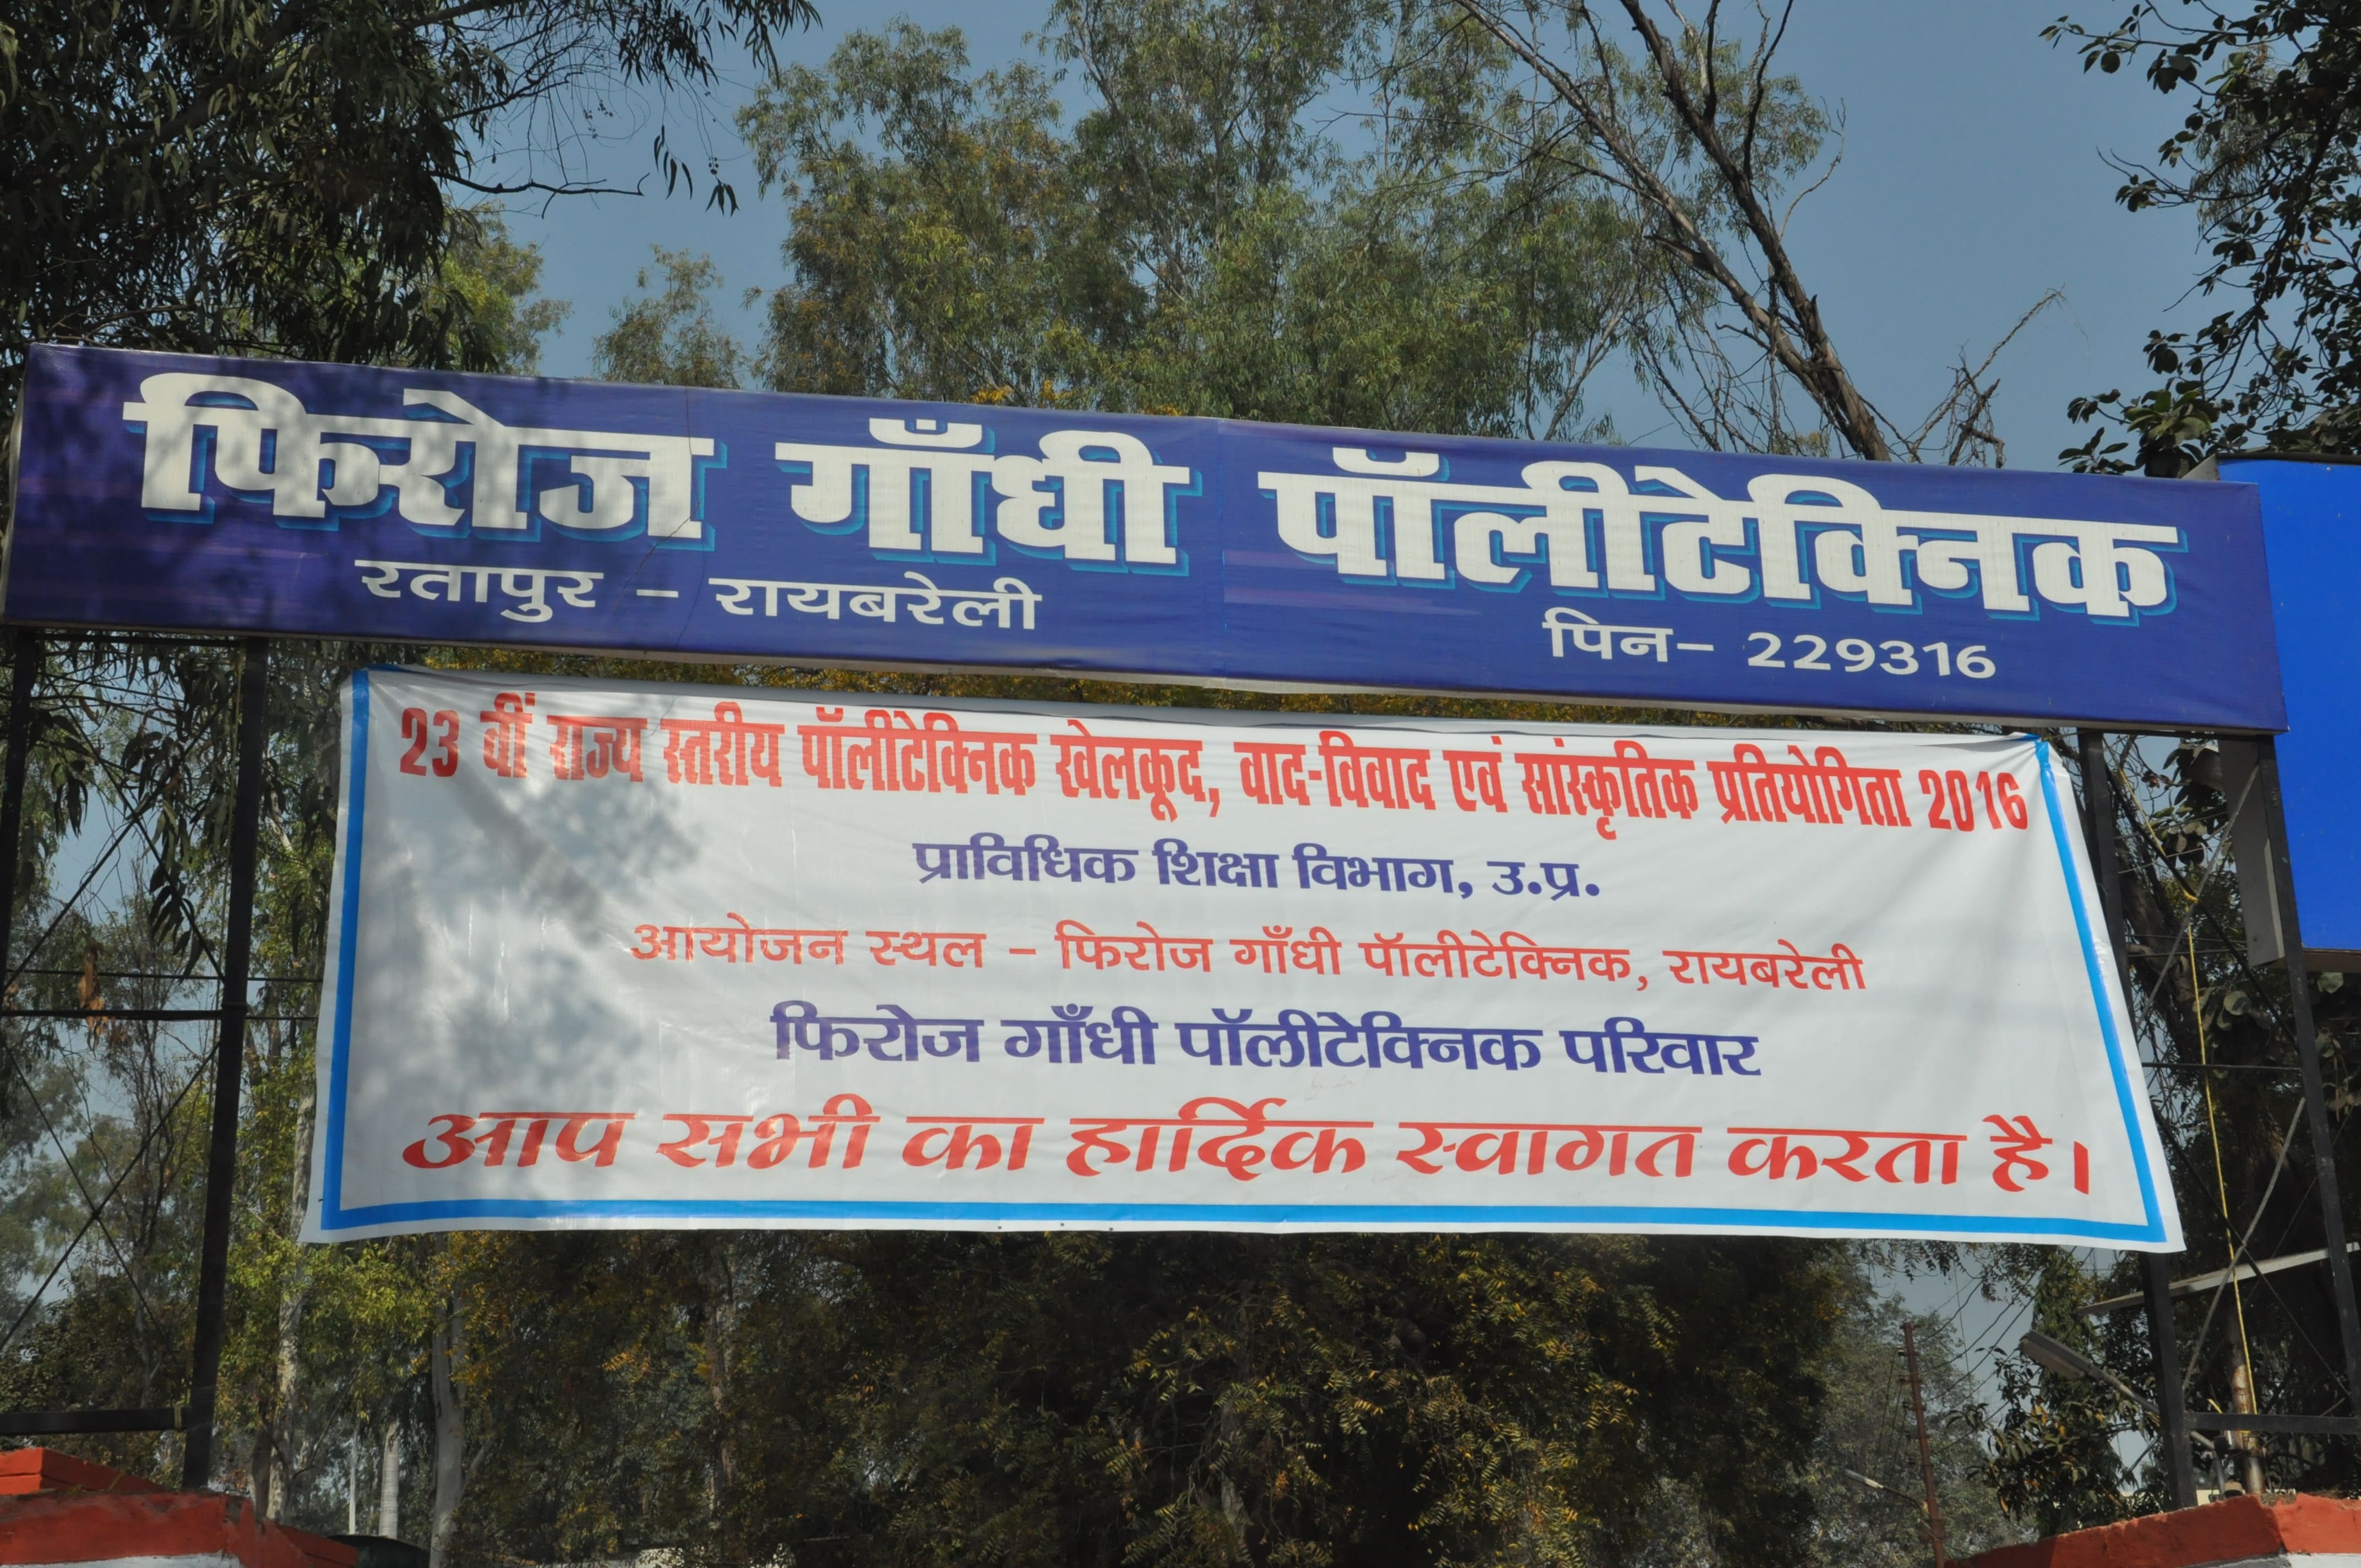 फिरोज गाँधी पॉलीटेक्निक
रतापुर – रायबरेली
पिन– 229316
23 वीं राज्य स्तरीय पॉलीटेक्निक खेलकूद, वाद-विवाद एवं सांस्कृतिक प्रतियोगिता 2016
प्राविधिक शिक्षा विभाग, उ.प्र.
आयोजन स्थल – फिरोज गाँधी पॉलीटेक्निक, रायबरेली
फिरोज गाँधी पॉलीटेक्निक परिवार
आप सभी का हार्दिक स्वागत करता है।